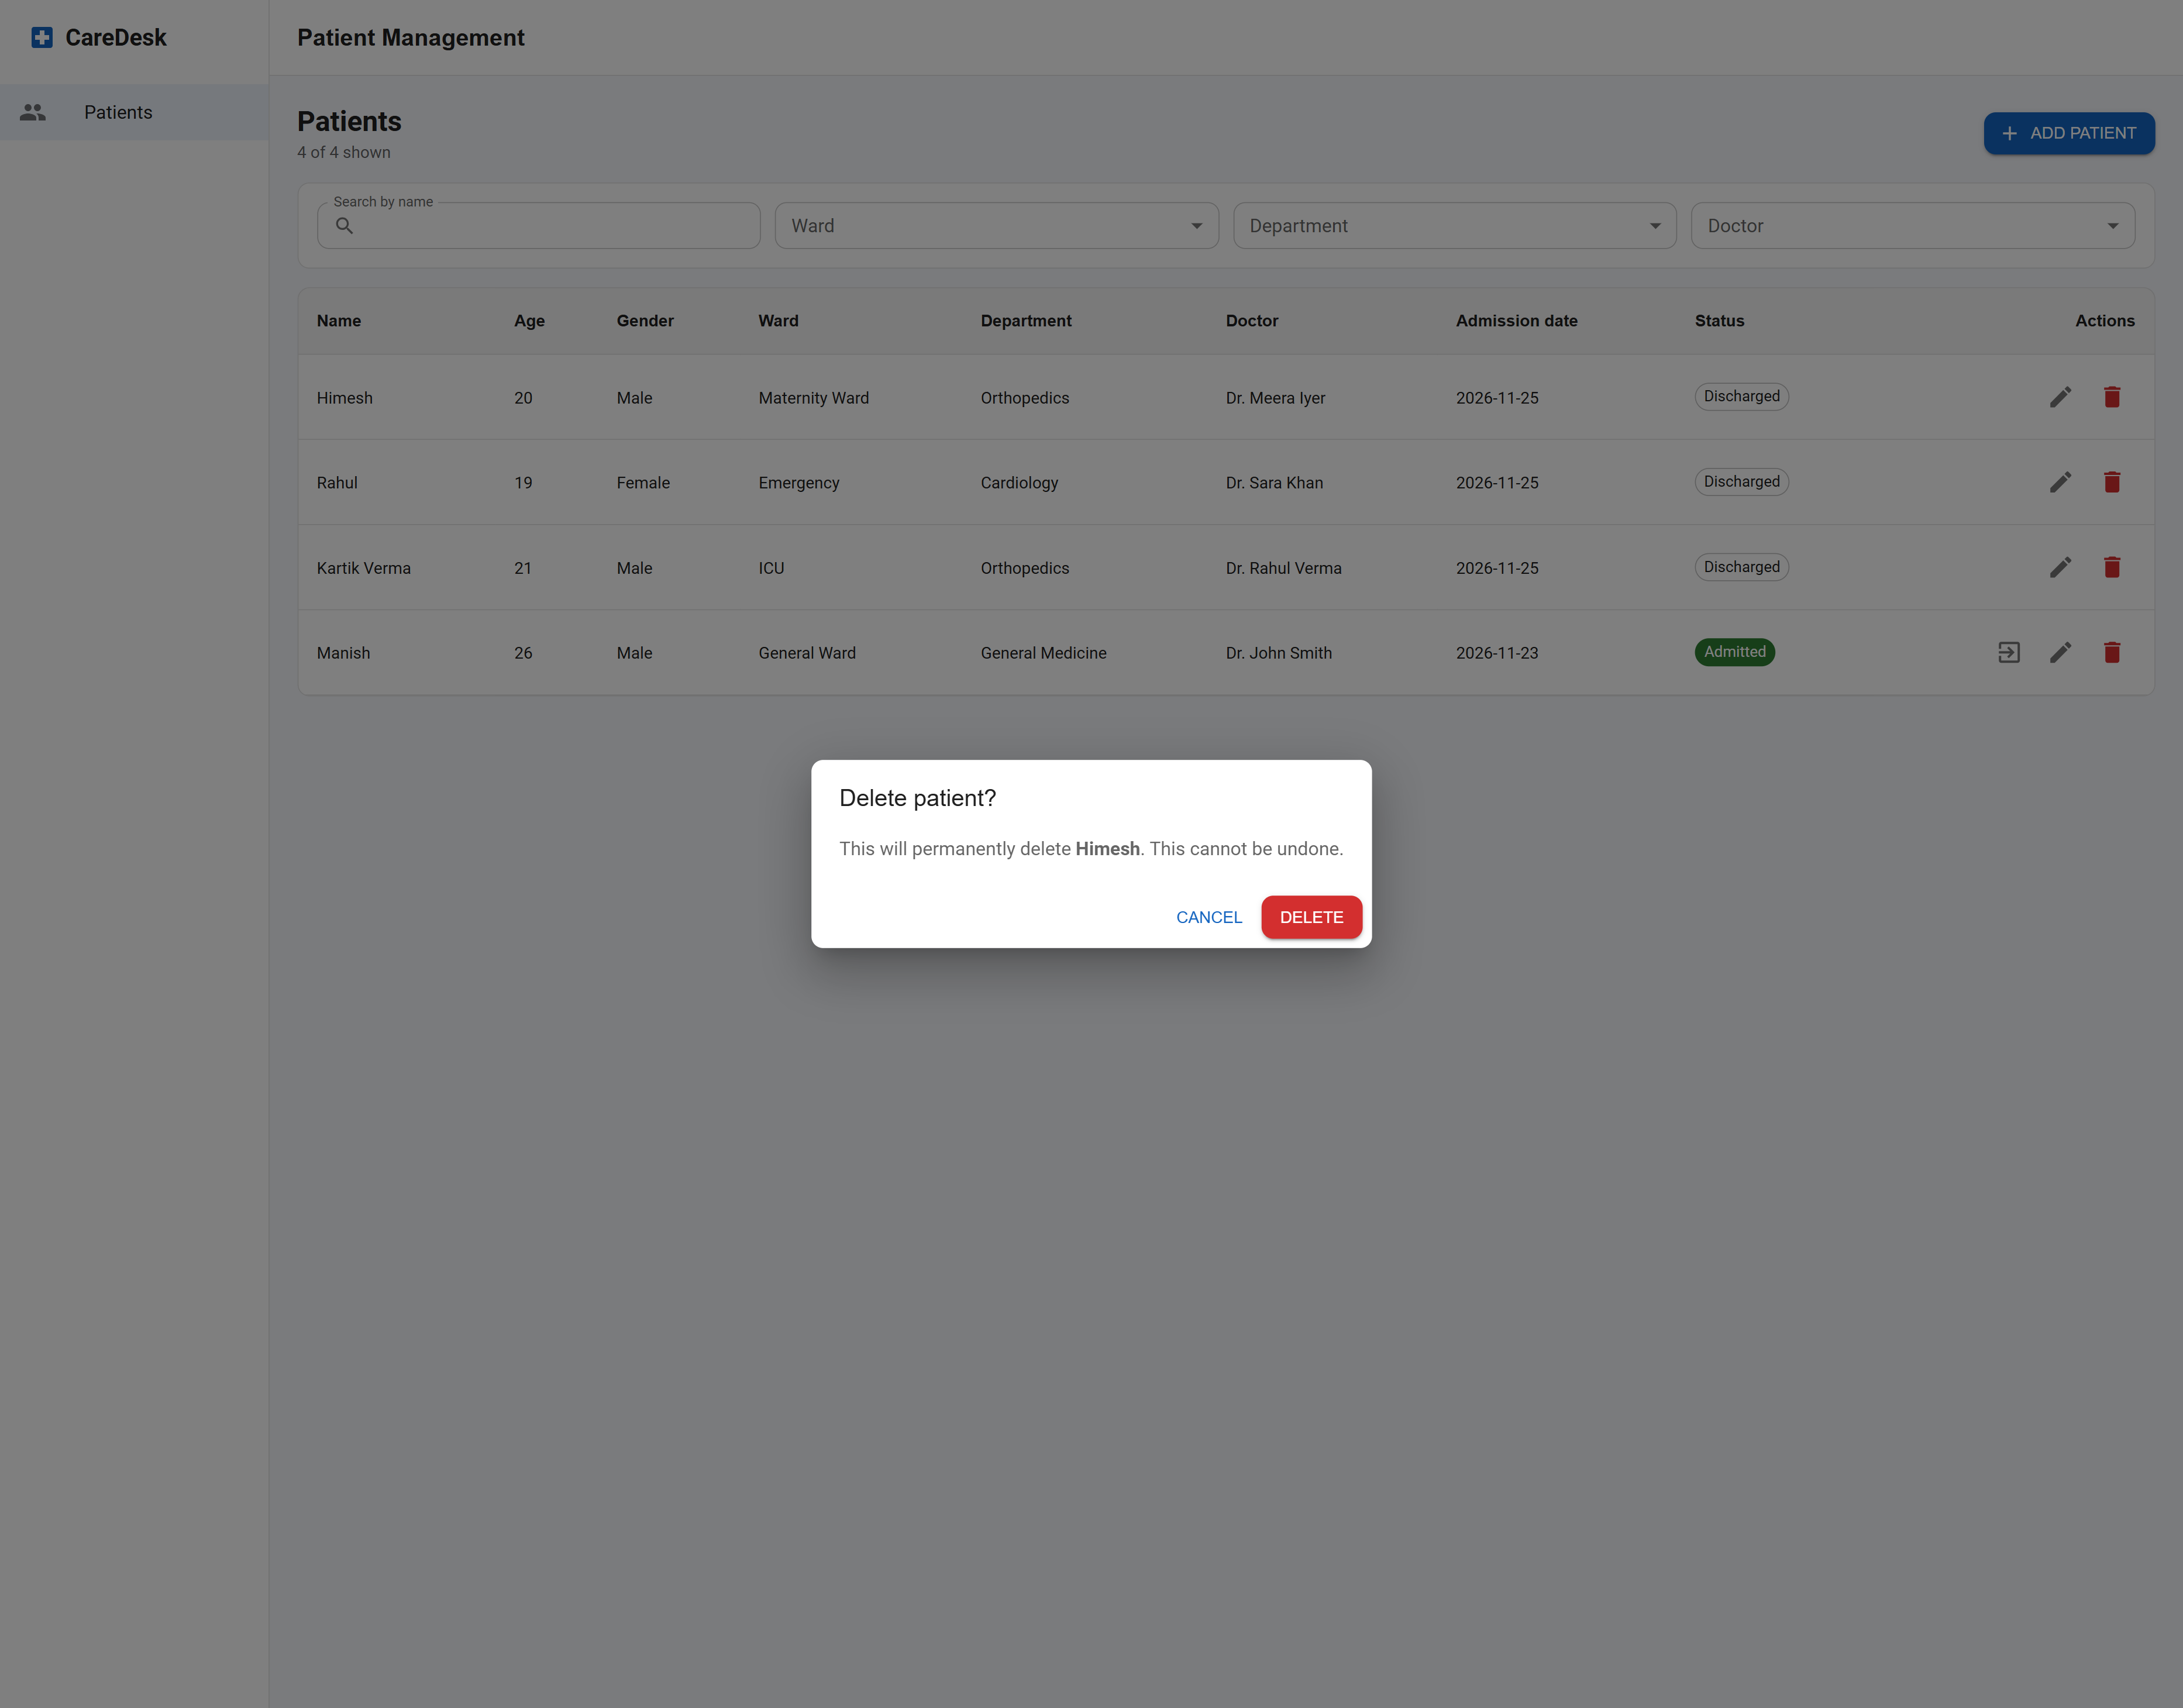 CareDesk
Patient Management
Patients
Patients
4 of 4 shown
ADD PATIENT
Search by name
Ward
Department
Doctor
Name Age Gender Ward Department Doctor Admission date Status Actions
Himesh 20 Male Maternity Ward Orthopedics Dr. Meera Iyer 2026-11-25 Discharged
Rahul 19 Female Emergency Cardiology Dr. Sara Khan 2026-11-25 Discharged
Kartik Verma 21 Male ICU Orthopedics Dr. Rahul Verma 2026-11-25 Discharged
Manish 26 Male General Ward General Medicine Dr. John Smith 2026-11-23 Admitted
Delete patient?
This will permanently delete Himesh. This cannot be undone.
CANCEL DELETE